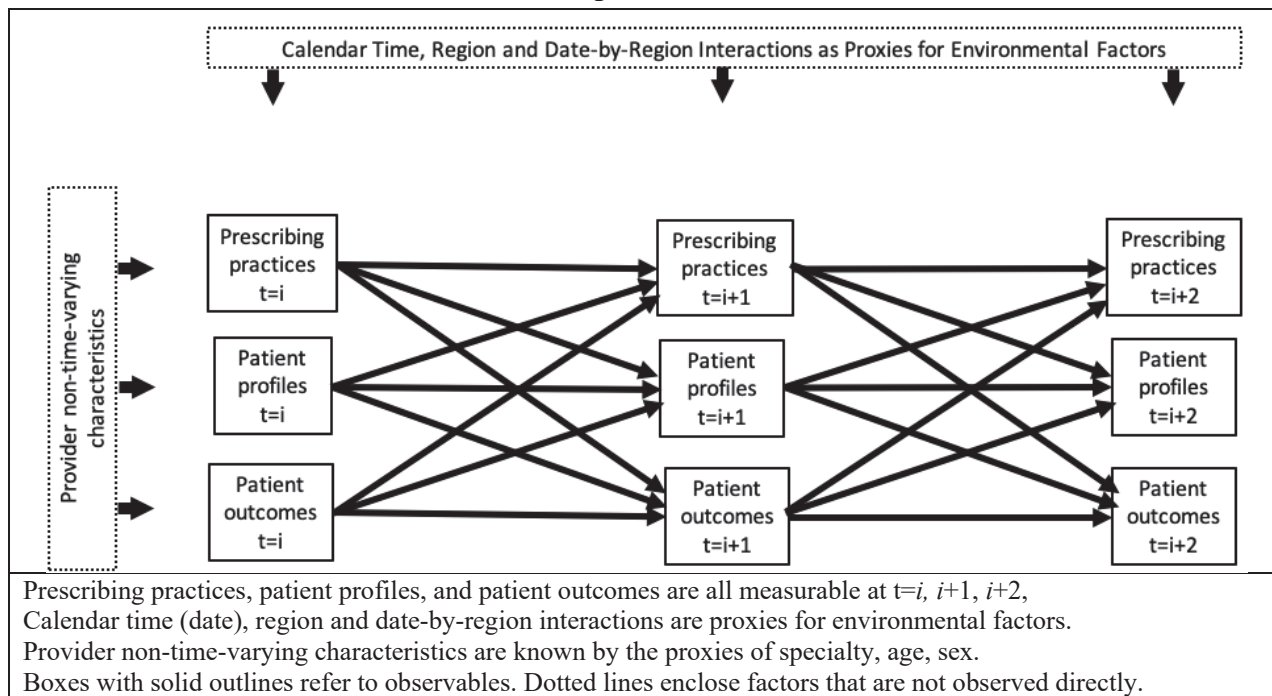 Calendar Time, Region and Date-by-Region Interactions as Proxies for Environmental Factors
Provider non-time-varying
characteristics
Prescribing
practices
t=i
Prescribing
practices
t=i+1
Prescribing
practices
t=i+2
Patient
profiles
t=i
Patient
profiles
t=i+1
Patient
profiles
t=i+2
Patient
outcomes
t=i
Patient
outcomes
t=i+1
Patient
outcomes
t=i+2
Prescribing practices, patient profiles, and patient outcomes are all measurable at t=i, i+1, i+2,
Calendar time (date), region and date-by-region interactions are proxies for environmental factors.
Provider non-time-varying characteristics are known by the proxies of specialty, age, sex.
Boxes with solid outlines refer to observables. Dotted lines enclose factors that are not observed directly.